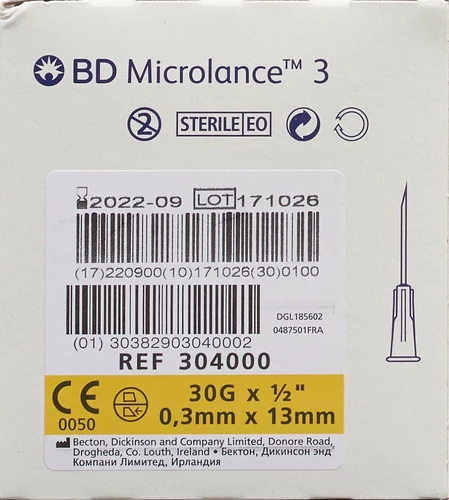 BD Microlance™ 3
2
STERILE EO
2022-09 LOT 171026
(17)220900(10)171026(30)0100
DGL185602
0487501FRA
(01) 30382903040002
REF 304000
CE
0050
30G x ½"
0,3mm x 13mm
Becton, Dickinson and Company Limited, Donore Road,
Drogheda, Co. Louth, Ireland • Бектон, Дикинсон энд
Компани Лимитед, Ирландия